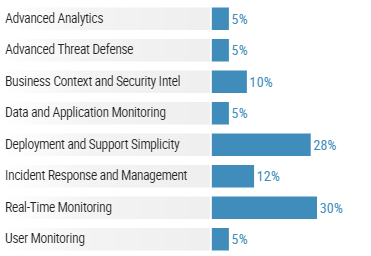 Advanced Analytics 5%
Advanced Threat Defense 5%
Business Context and Security Intel 10%
Data and Application Monitoring 5%
Deployment and Support Simplicity 28%
Incident Response and Management 12%
Real-Time Monitoring 30%
User Monitoring 5%